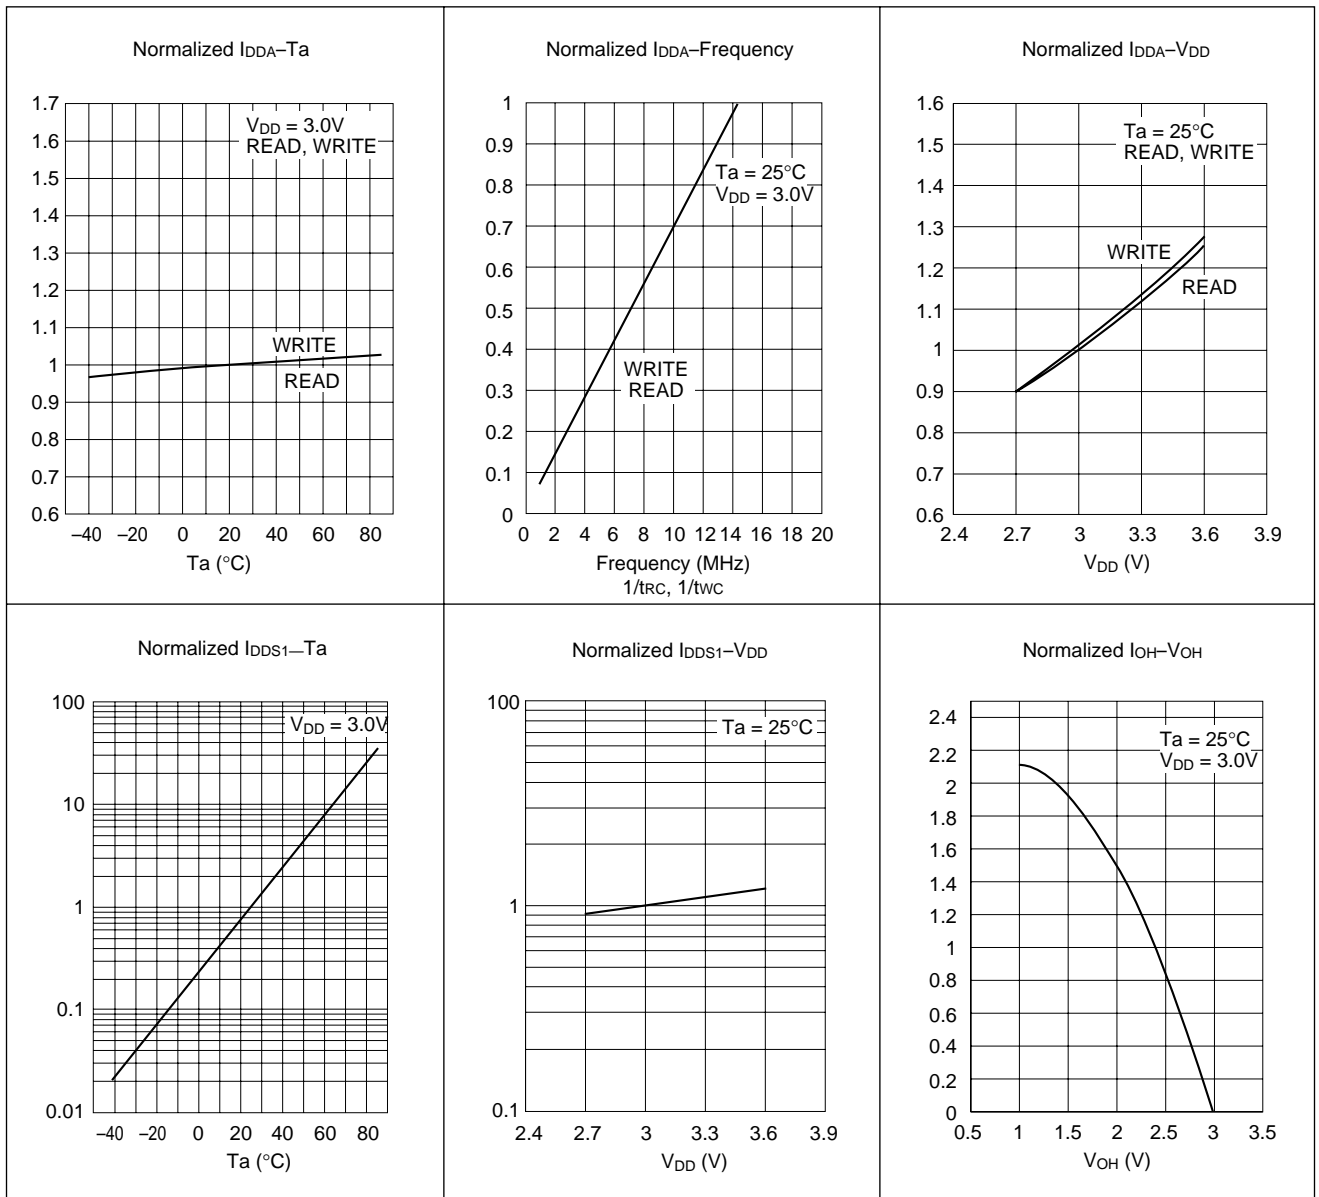 Normalized IDDA–Ta
1.7
1.6
1.5
1.4
1.3
1.2
1.1
1
0.9
0.8
0.7
0.6
VDD = 3.0V
READ, WRITE
WRITE
READ
–40 –20 0 20 40 60 80
Ta (°C)
Normalized IDDA–Frequency
1
0.9
0.8
0.7
0.6
0.5
0.4
0.3
0.2
0.1
0
Ta = 25°C
VDD = 3.0V
WRITE
READ
0 2 4 6 8 10 12 14 16 18 20
Frequency (MHz)
1/tRC, 1/tWC
Normalized IDDA–VDD
1.6
1.5
1.4
1.3
1.2
1.1
1
0.9
0.8
0.7
0.6
Ta = 25°C
READ, WRITE
WRITE
READ
2.4 2.7 3 3.3 3.6 3.9
VDD (V)
Normalized IDDS1—Ta
100
10
1
0.1
0.01
VDD = 3.0V
–40 –20 0 20 40 60 80
Ta (°C)
Normalized IDDS1–VDD
100
1
0.1
Ta = 25°C
2.4 2.7 3 3.3 3.6 3.9
VDD (V)
Normalized IOH–VOH
2.4
2.2
2
1.8
1.6
1.4
1.2
1
0.8
0.6
0.4
0.2
0
Ta = 25°C
VDD = 3.0V
0.5 1 1.5 2 2.5 3 3.5
VOH (V)